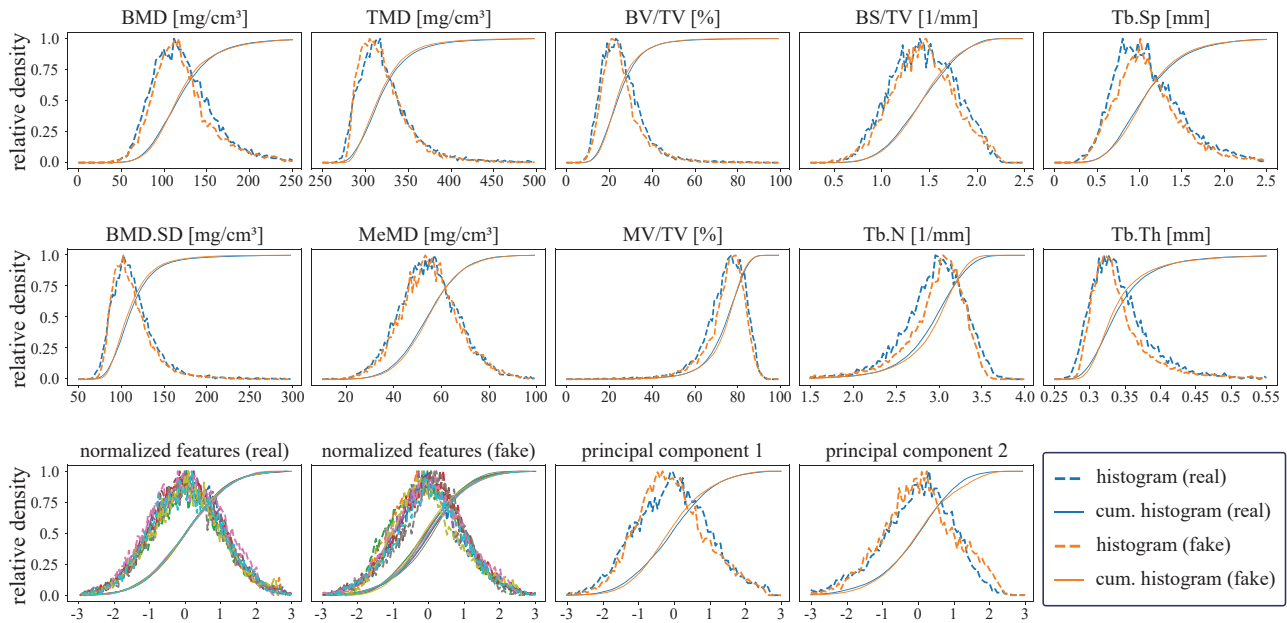 BMD [mg/cm³] TMD [mg/cm³] BV/TV [%] BS/TV [1/mm] Tb.Sp [mm]
relative density
1.0
0.75
0.5
0.25
0.0
0 50 100 150 200 250 250 300 350 400 450 500 0 20 40 60 80 100 0.5 1.0 1.5 2.0 2.5 0 0.5 1.0 1.5 2.0 2.5
BMD.SD [mg/cm³] MeMD [mg/cm³] MV/TV [%] Tb.N [1/mm] Tb.Th [mm]
relative density
1.0
0.75
0.5
0.25
0.0
50 100 150 200 250 300 20 40 60 80 100 0 20 40 60 80 100 1.5 2.0 2.5 3.0 3.5 4.0 0.25 0.3 0.35 0.4 0.45 0.5 0.55
normalized features (real) normalized features (fake) principal component 1 principal component 2
relative density
1.0
0.75
0.5
0.25
0.0
-3 -2 -1 0 1 2 3 -3 -2 -1 0 1 2 3 -3 -2 -1 0 1 2 3 -3 -2 -1 0 1 2 3
histogram (real)
cum. histogram (real)
histogram (fake)
cum. histogram (fake)